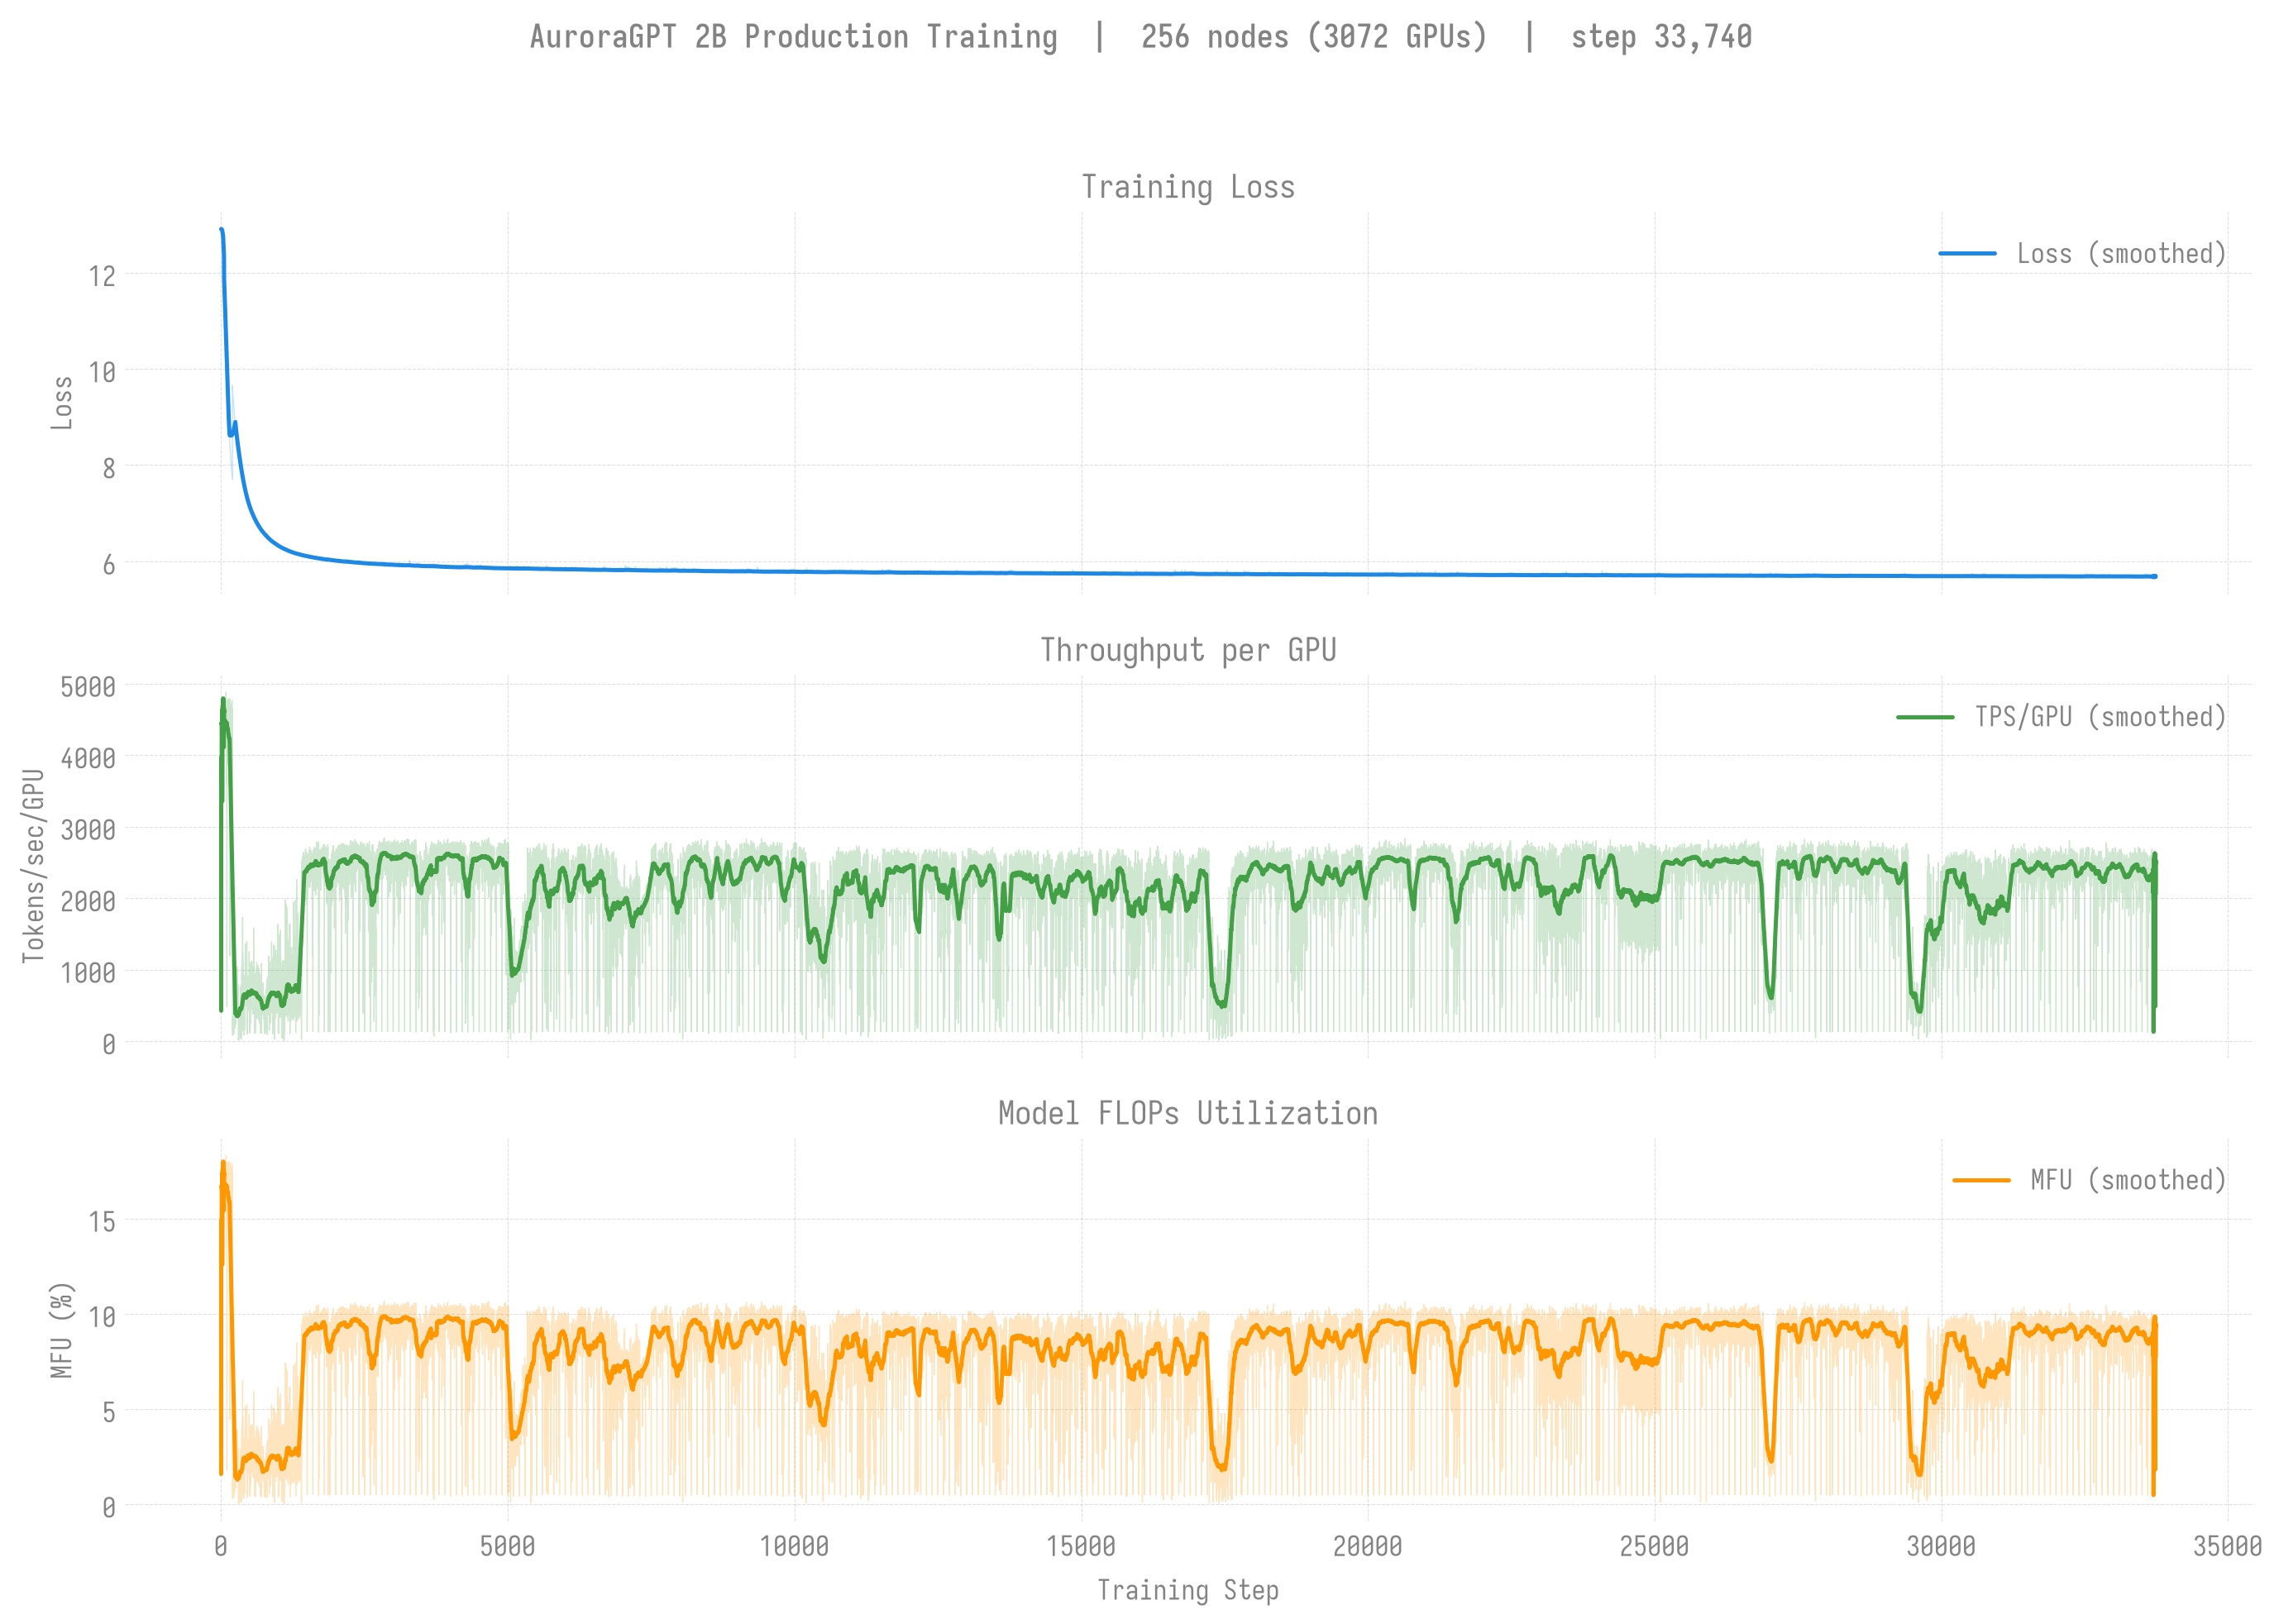 AuroraGPT 2B Production Training | 256 nodes (3072 GPUs) | step 33,740
Training Loss
Loss (smoothed)
Loss
12
10
8
6
Throughput per GPU
TPS/GPU (smoothed)
Tokens/sec/GPU
5000
4000
3000
2000
1000
0
Model FLOPs Utilization
MFU (smoothed)
MFU (%)
15
10
5
0
0 5000 10000 15000 20000 25000 30000 35000
Training Step